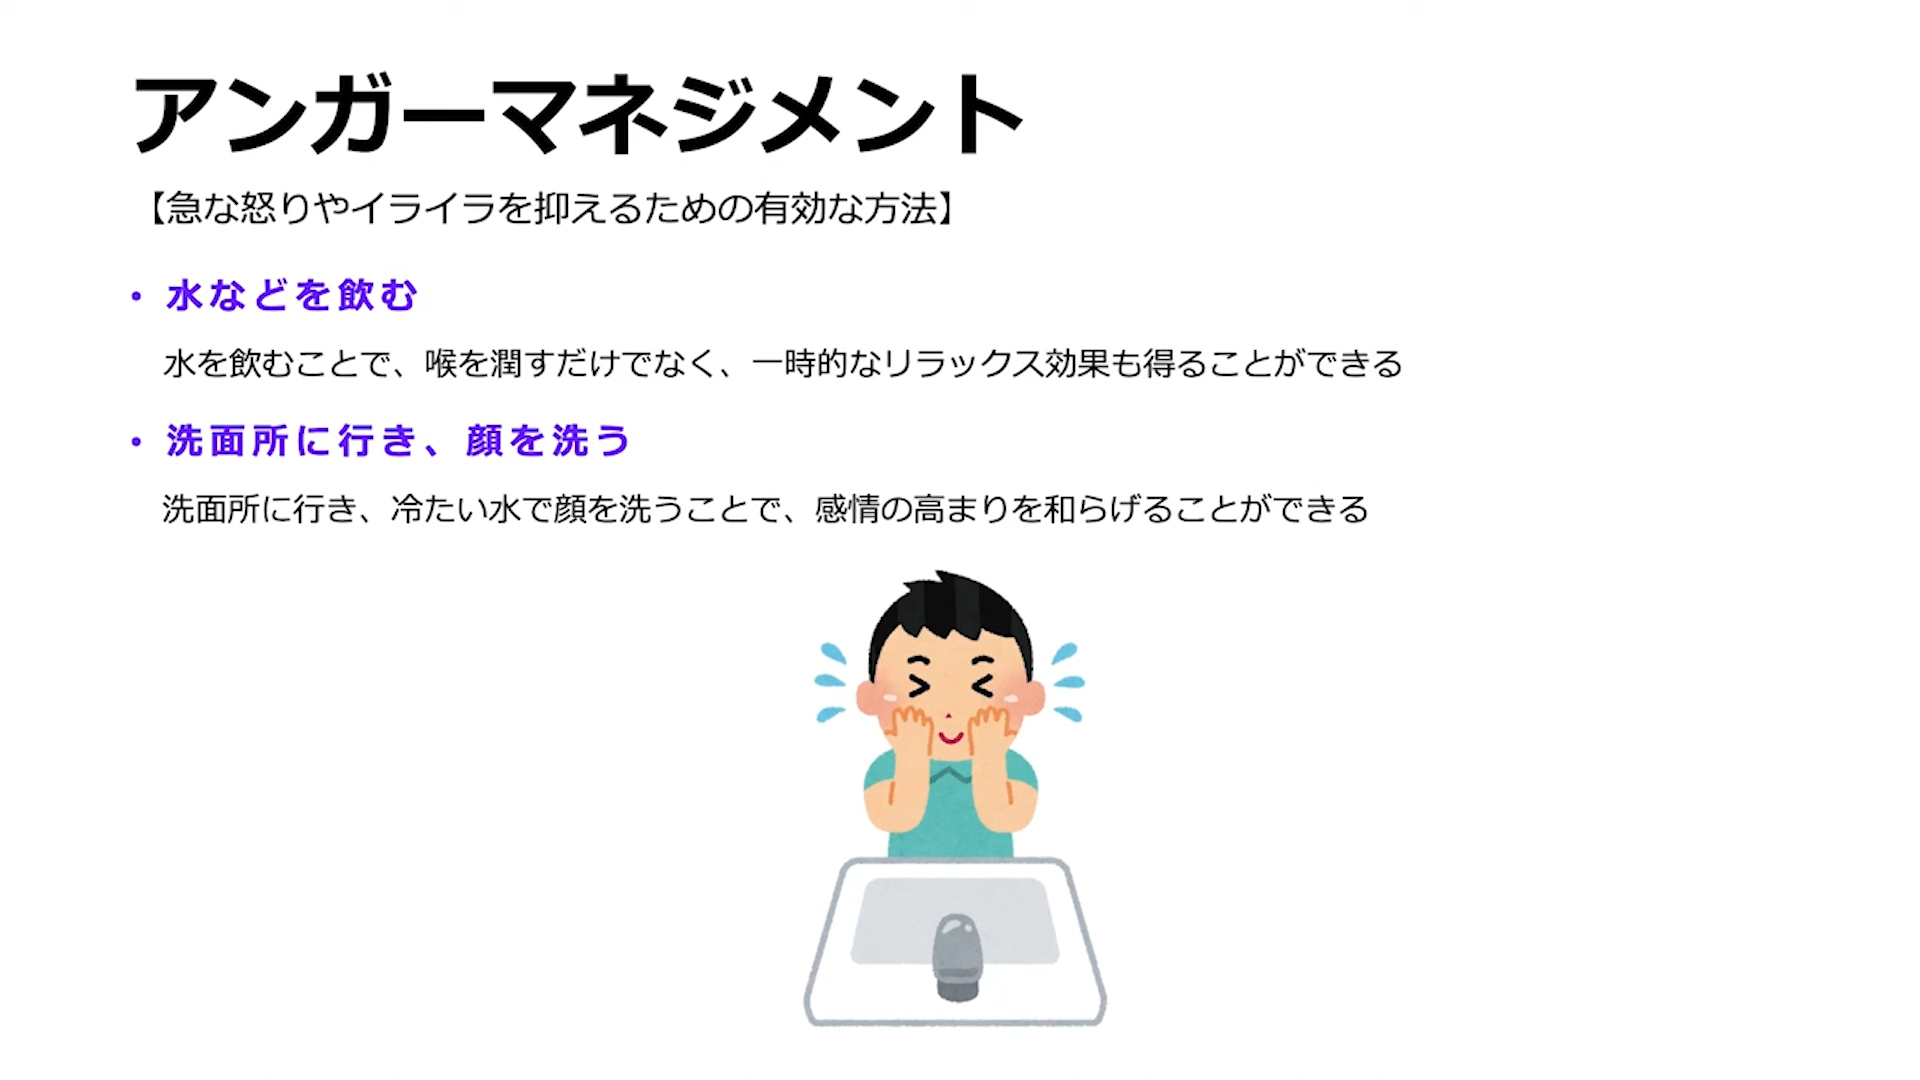 アンガーマネジメント
【急な怒りやイライラを抑えるための有効な方法】
• 水などを飲む
水を飲むことで、喉を潤すだけでなく、一時的なリラックス効果も得ることができる
• 洗面所に行き、顔を洗う
洗面所に行き、冷たい水で顔を洗うことで、感情の高まりを和らげることができる